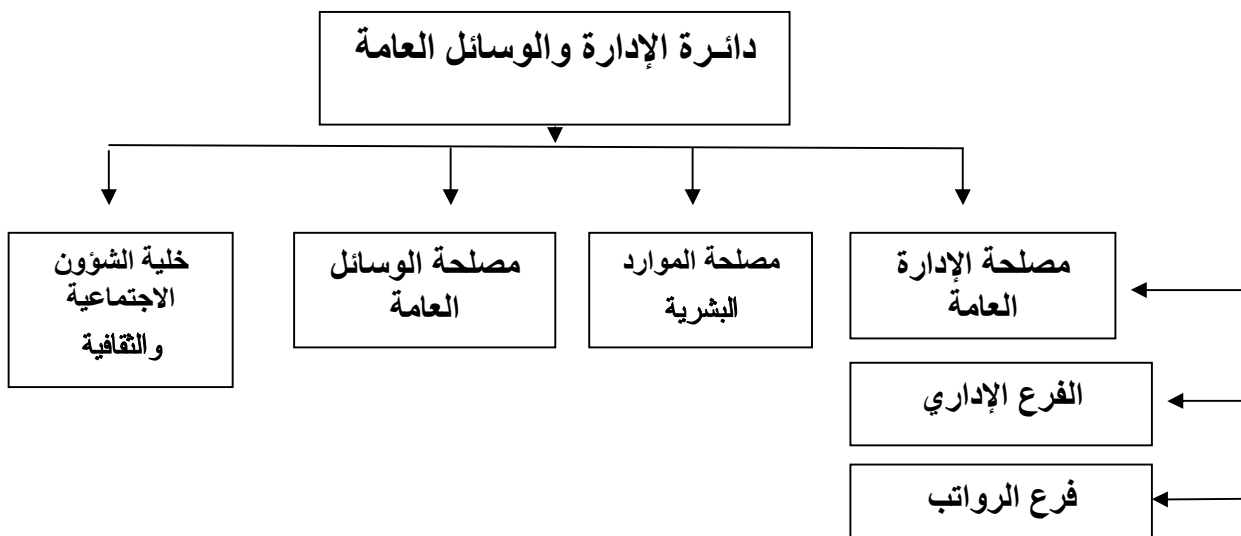 دائـرة الإدارة والوسائل العامة
مصلحة الإدارة
العامة
مصلحة الموارد
البشرية
مصلحة الوسائل
العامة
خلية الشؤون
الاجتماعية
والثقافية
الفرع الإداري
فرع الرواتب